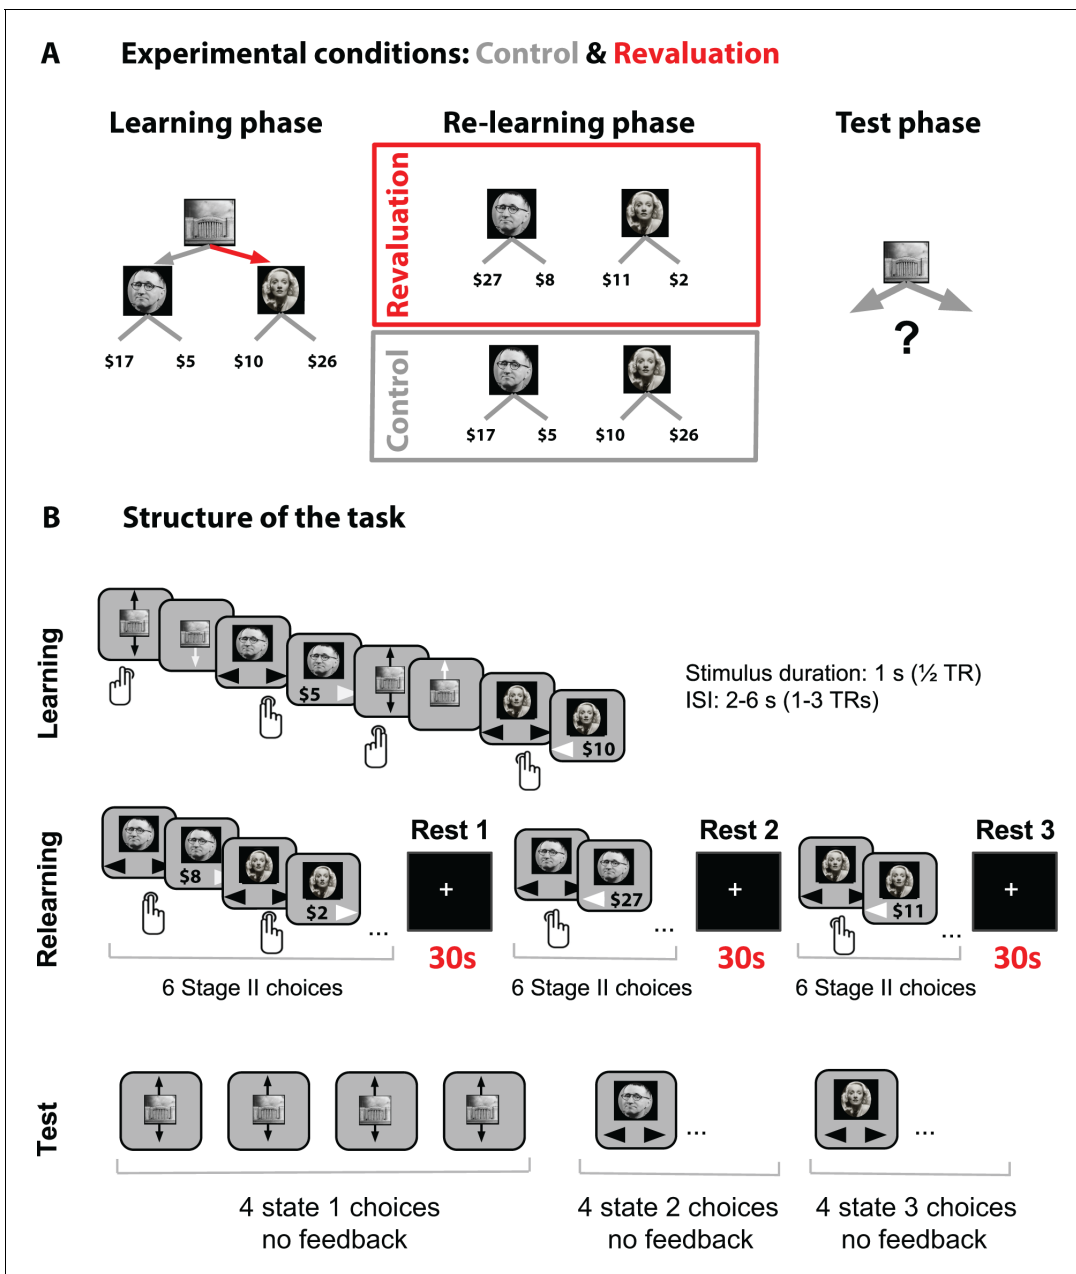 A Experimental conditions: Control & Revaluation
Learning phase
Re-learning phase
Test phase
$17 $5 $10 $26
Revaluation
$27 $8 $11 $2
Control
$17 $5 $10 $26
?
B Structure of the task
Learning
$5
$10
Stimulus duration: 1 s (½ TR)
ISI: 2-6 s (1-3 TRs)
Relearning
$8
$2
...
6 Stage II choices
Rest 1
+
30s
$27
...
6 Stage II choices
Rest 2
+
30s
$11
...
6 Stage II choices
Rest 3
+
30s
Test
4 state 1 choices
no feedback
...
4 state 2 choices
no feedback
...
4 state 3 choices
no feedback